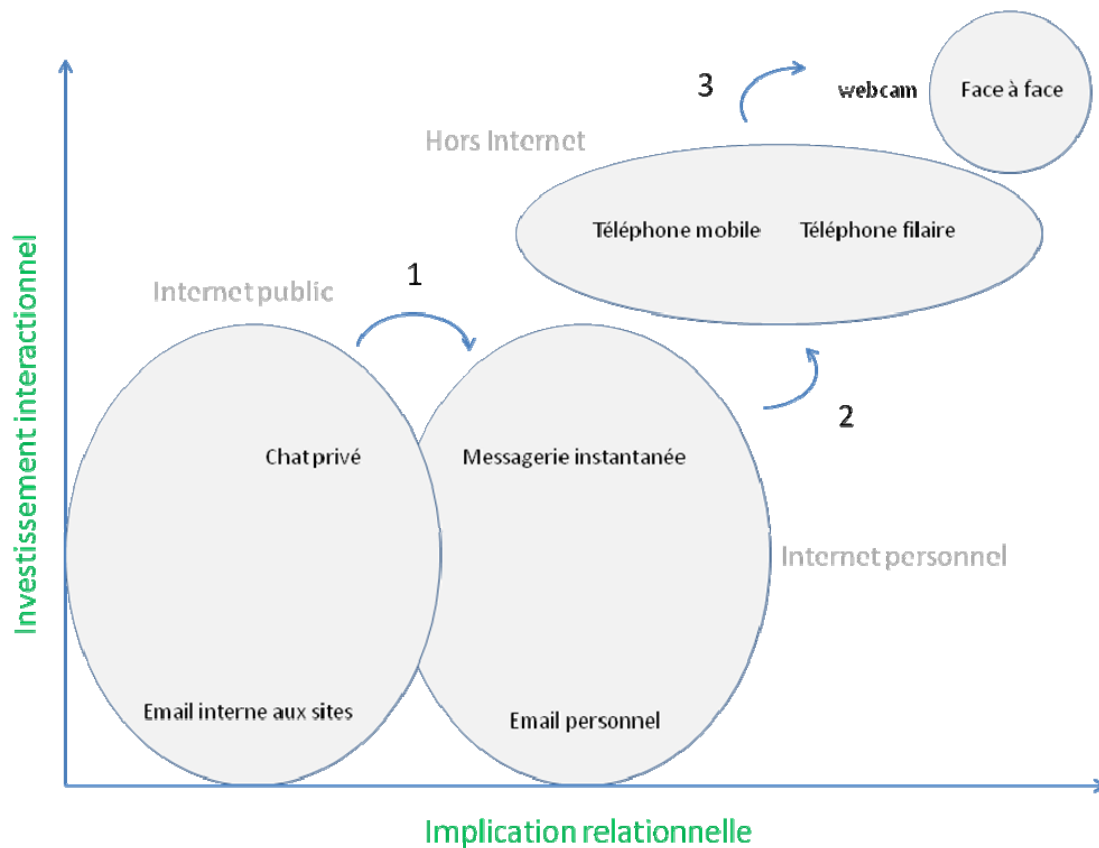 3
webcam
Face à face
Hors Internet
Téléphone mobile
Téléphone filaire
1
Internet public
2
Chat privé
Messagerie instantanée
Internet personnel
Email interne aux sites
Email personnel
Investissement interactionnel
Implication relationnelle